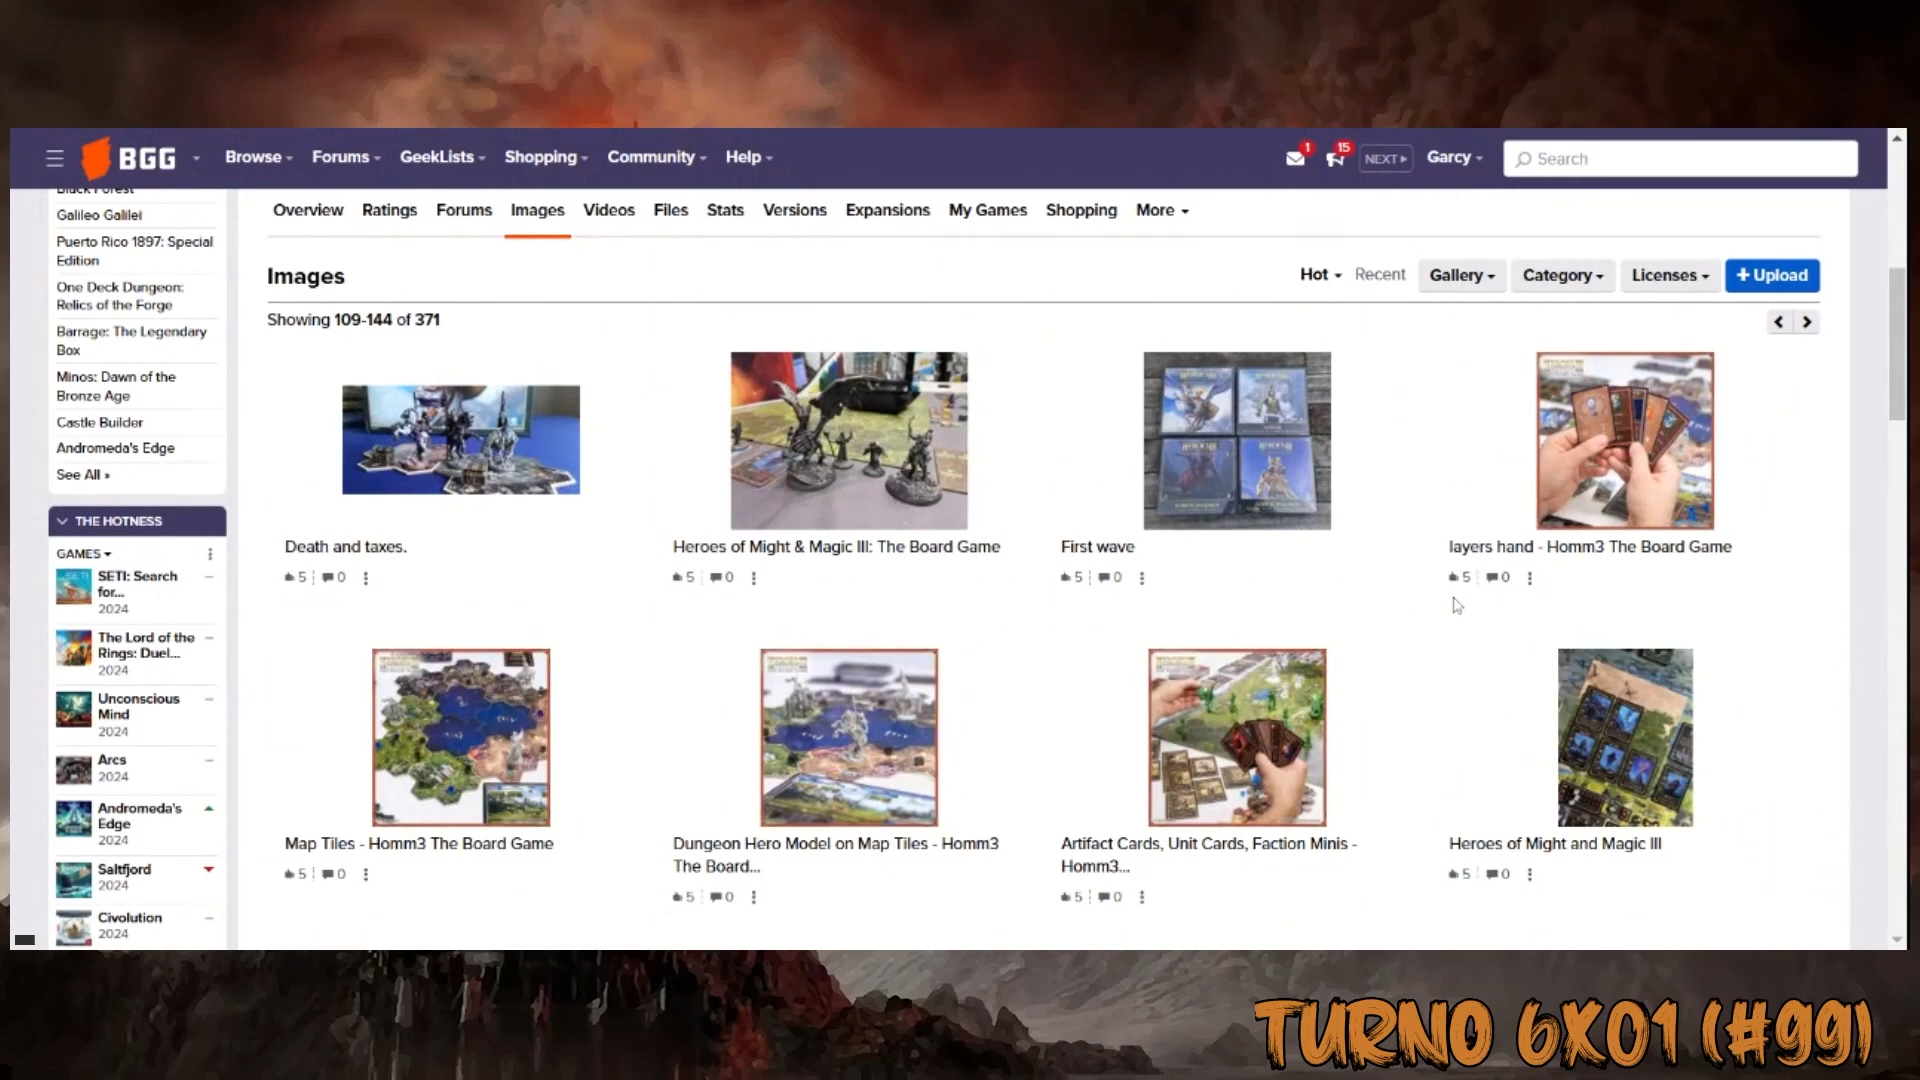 BGG
Browse
Forums
GeekLists
Shopping
Community
Help
1
15
NEXT
Garcy
Search
Black Forest
Galileo Galilei
Puerto Rico 1897: Special
Edition
One Deck Dungeon:
Relics of the Forge
Barrage: The Legendary
Box
Minos: Dawn of the
Bronze Age
Castle Builder
Andromeda's Edge
See All »
THE HOTNESS
GAMES
SETI: Search
for...
2024
The Lord of the
Rings: Duel...
2024
Unconscious
Mind
2024
Arcs
2024
Andromeda's
Edge
2024
Saltfjord
2024
Civolution
2024
Overview Ratings Forums Images Videos Files Stats Versions Expansions My Games Shopping More
Images
Hot Recent Gallery Category Licenses + Upload
Showing 109-144 of 371
Death and taxes.
5 0
Heroes of Might & Magic III: The Board Game
5 0
First wave
5 0
layers hand - Homm3 The Board Game
5 0
Map Tiles - Homm3 The Board Game
5 0
Dungeon Hero Model on Map Tiles - Homm3
The Board...
5 0
Artifact Cards, Unit Cards, Faction Minis -
Homm3...
5 0
Heroes of Might and Magic III
5 0
TURNO 6X01 (#99)